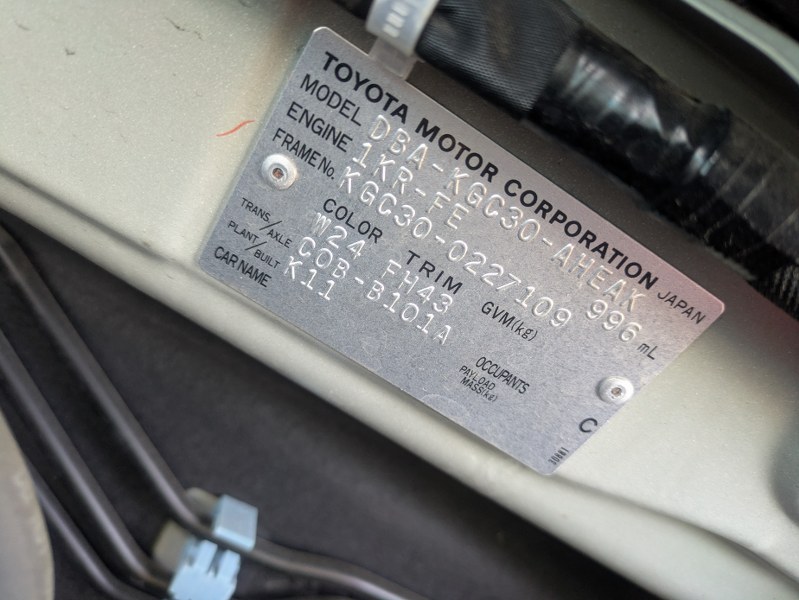 TOYOTA MOTOR CORPORATION JAPAN
MODEL DBA-KGC30-AHEAK
ENGINE 1KR-FE 996 mL
FRAME No. KGC30-0227109
COLOR TRIM GVM(kg)
W24 FH43
TRANS/AXLE C0B-B101A
PLANT/BUILT
CAR NAME K11
OCCUPANTS
PAYLOAD
MASS(kg)
C